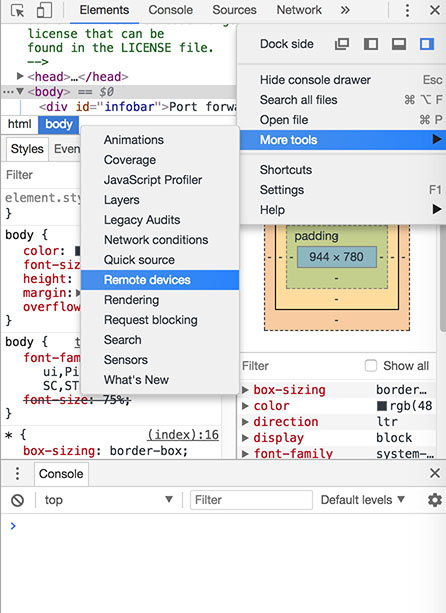 Elements Console Sources Network »
license that can be
found in the LICENSE file.
-->
▶<head>…</head>
…▼<body> == $0
<div id="infobar">Port forwa
html body
Styles Even
Filter
element.sty
}
body {
color:
font-siz
height:
margin: ▶
overflow
}
body {
font-fami
ui,Pi
SC,ST
font-size: 75%;
}
* { (index):16
box-sizing: border-box;
Dock side
Hide console drawer Esc
Search all files ⌘ ⌥ F
Open file ⌘ P
More tools ▶
Shortcuts
Settings F1
Help ▶
Animations
Coverage
JavaScript Profiler
Layers
Legacy Audits
Network conditions
Quick source
Remote devices
Rendering
Request blocking
Search
Sensors
What's New
padding
944 × 780
-
-
-
Filter Show all
▶ box-sizing border…
▶ color rgb(48
▶ direction ltr
▶ display block
▶ font-family system-…
Console
top ▼ Filter Default levels ▼